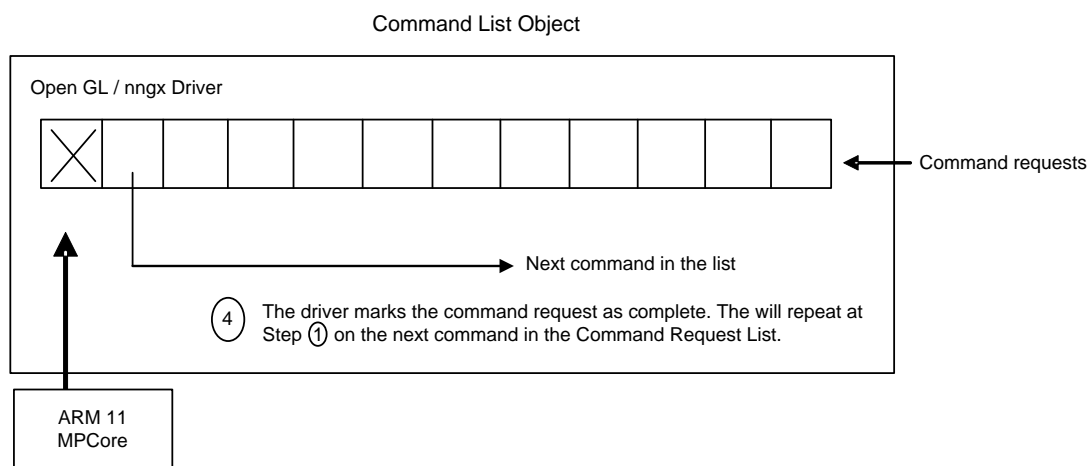 Command List Object
Open GL / nngx Driver
Command requests
Next command in the list
4
The driver marks the command request as complete. The will repeat at
Step 1 on the next command in the Command Request List.
ARM 11
MPCore